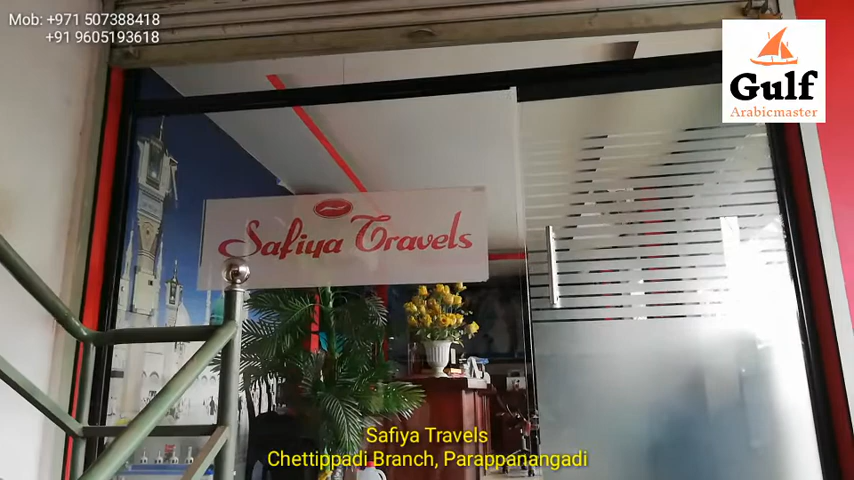 Mob: +971 507388418
+91 9605193618
Gulf
Arabicmaster
Safiya Travels
Safiya Travels
Chettippadi Branch, Parappanangadi